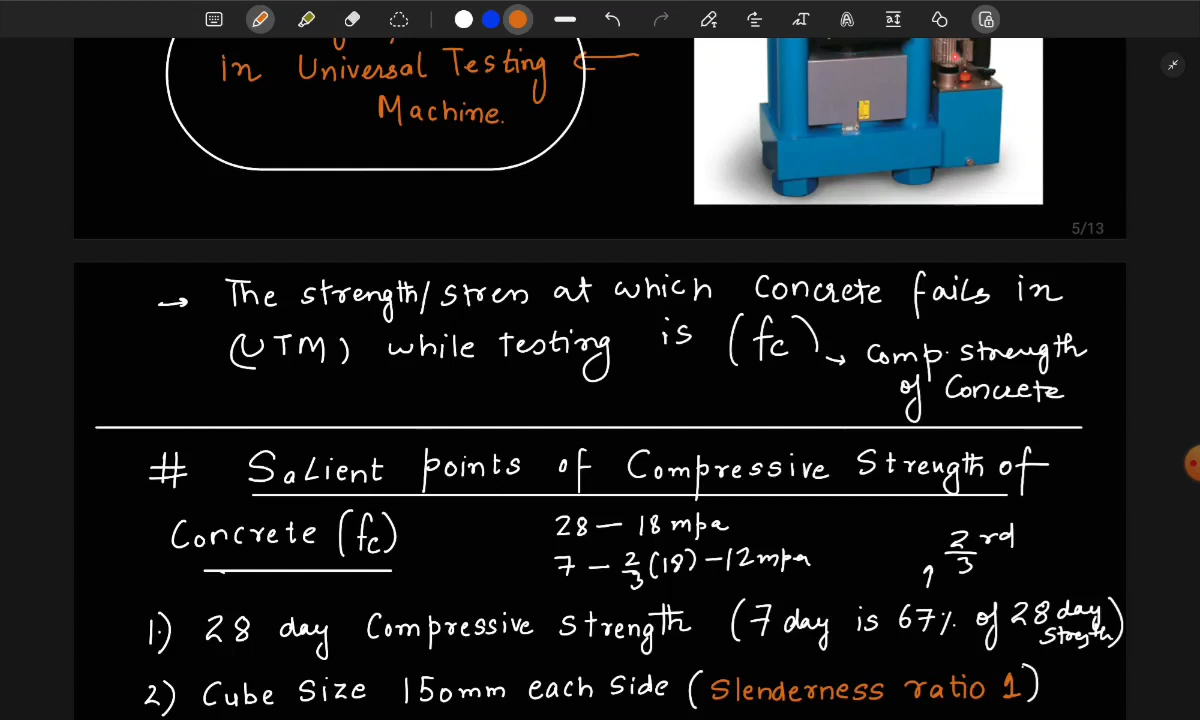 in Universal Testing
Machine.
5/13
→ The strength/stress at which Concrete fails in
(UTM) while testing is (fc) → comp. strength
of Concrete
# Salient points of Compressive Strength of
Concrete (fc)
28 – 18 mpa
7 – 2/3 (18) – 12 mpa
2/3 rd
1) 28 day Compressive strength (7 day is 67% of 28 day strength)
2) Cube Size 150mm each side (Slenderness ratio 1)